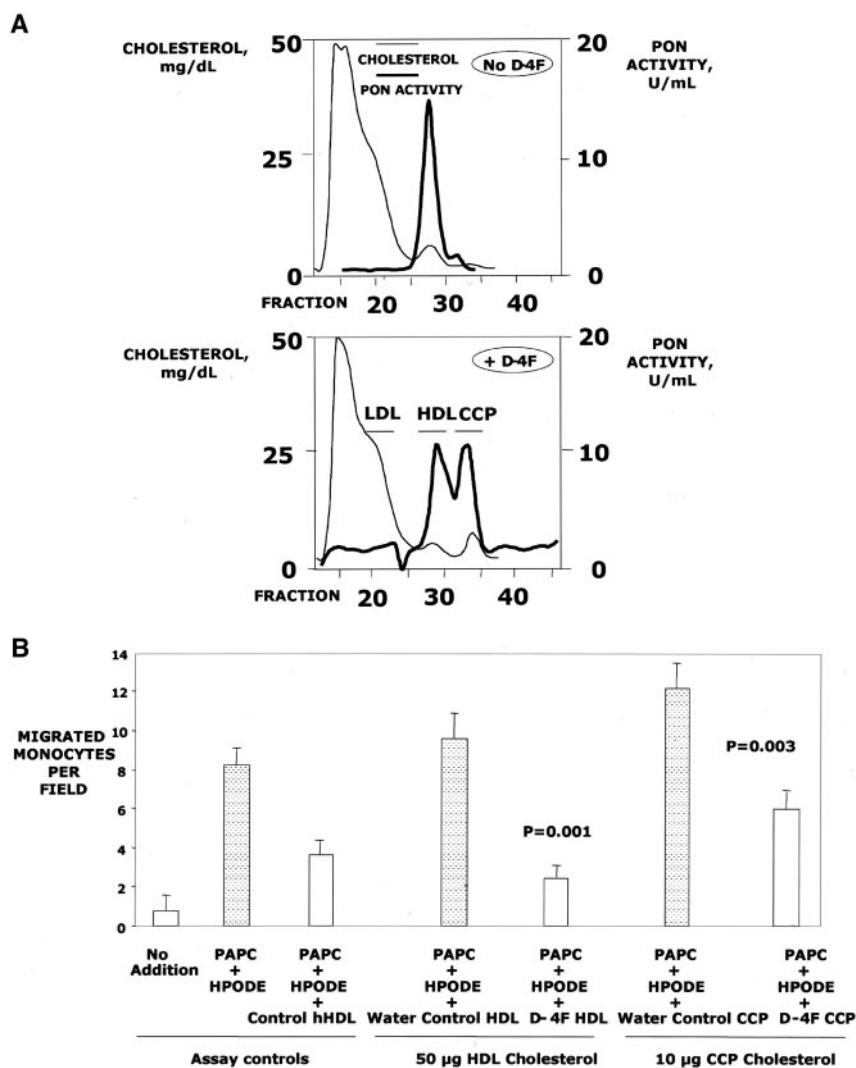 A
CHOLESTEROL,
mg/dL
50
25
0
CHOLESTEROL
PON ACTIVITY
No D-4F
20
10
0
PON
ACTIVITY,
U/mL
FRACTION 20 30 40
CHOLESTEROL,
mg/dL
50
25
0
LDL HDL CCP
+ D-4F
20
10
0
PON
ACTIVITY,
U/mL
FRACTION 20 30 40
B
MIGRATED
MONOCYTES
PER
FIELD
14
12
10
8
6
4
2
0
P=0.001
P=0.003
No
Addition
PAPC
+
HPODE
PAPC
+
HPODE
+
Control hHDL
PAPC
+
HPODE
+
Water Control HDL
PAPC
+
HPODE
+
D-4F HDL
PAPC
+
HPODE
+
Water Control CCP
PAPC
+
HPODE
+
D-4F CCP
Assay controls
50 µg HDL Cholesterol
10 µg CCP Cholesterol